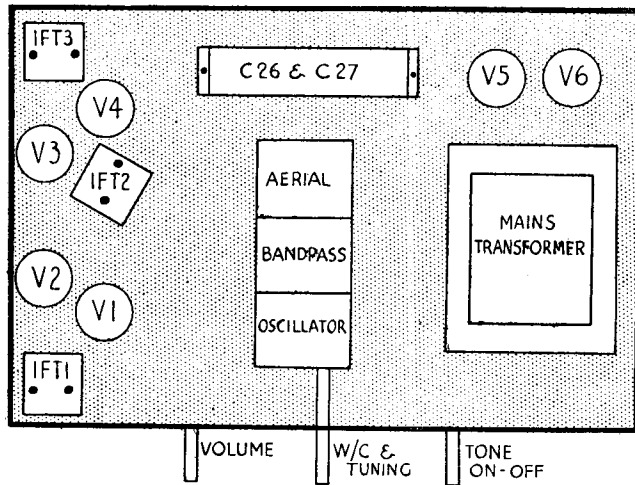 IFT3
C26 & C27
V5
V6
V4
V3
IFT2
AERIAL
BANDPASS
OSCILLATOR
MAINS
TRANSFORMER
V2
V1
IFT1
VOLUME
W/C &
TUNING
TONE
ON-OFF